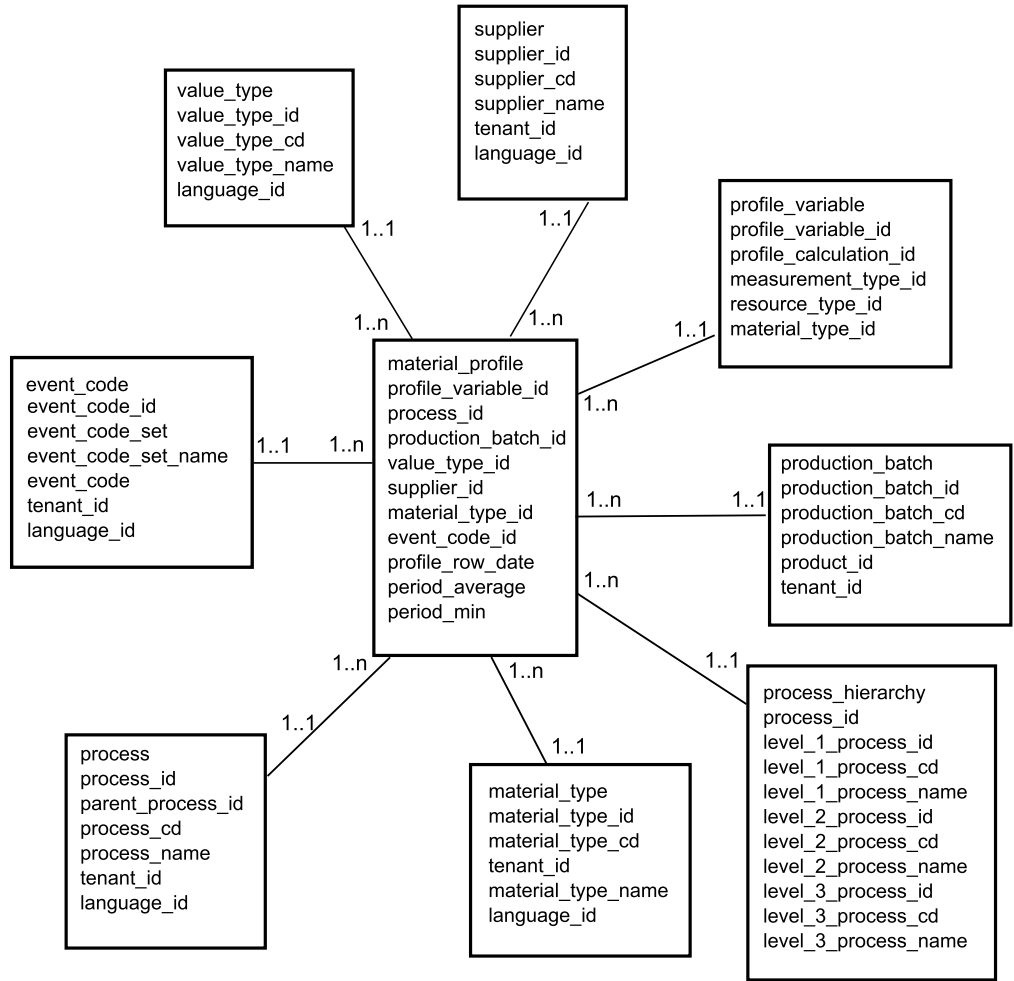 supplier
supplier_id
supplier_cd
supplier_name
tenant_id
language_id
value_type
value_type_id
value_type_cd
value_type_name
language_id
profile_variable
profile_variable_id
profile_calculation_id
measurement_type_id
resource_type_id
material_type_id
1..1
1..1
1..n
1..n
1..1
1..n
material_profile
profile_variable_id
process_id
production_batch_id
value_type_id
supplier_id
material_type_id
event_code_id
profile_row_date
period_average
period_min
event_code
event_code_id
event_code_set
event_code_set_name
event_code
tenant_id
language_id
1..1
1..n
1..n
1..1
production_batch
production_batch_id
production_batch_cd
production_batch_name
product_id
tenant_id
1..n
1..1
1..n
1..1
1..n
1..1
process
process_id
parent_process_id
process_cd
process_name
tenant_id
language_id
material_type
material_type_id
material_type_cd
tenant_id
material_type_name
language_id
process_hierarchy
process_id
level_1_process_id
level_1_process_cd
level_1_process_name
level_2_process_id
level_2_process_cd
level_2_process_name
level_3_process_id
level_3_process_cd
level_3_process_name